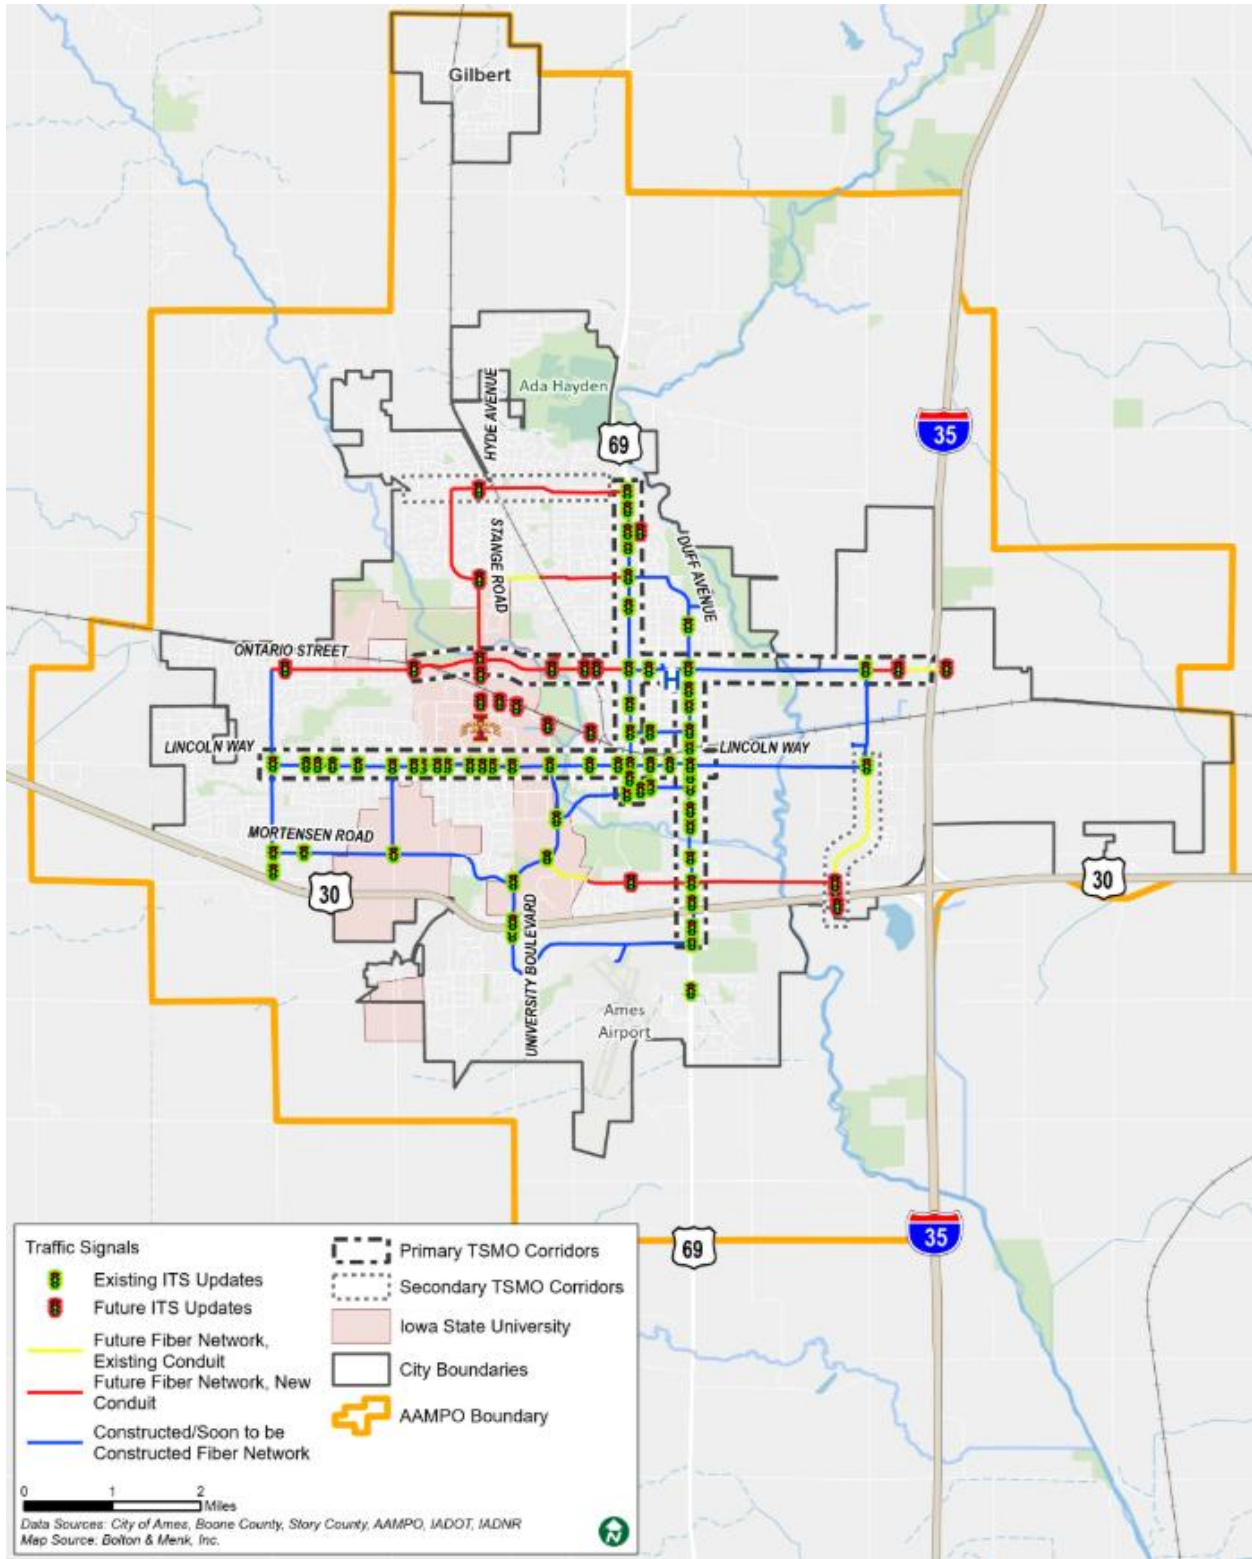 Gilbert
Ada Hayden
HYDE AVENUE
69
35
STANGE ROAD
DUFF AVENUE
ONTARIO STREET
LINCOLN WAY
LINCOLN WAY
MORTENSEN ROAD
30
30
UNIVERSITY BOULEVARD
Ames
Airport
69
35
Traffic Signals
Existing ITS Updates
Future ITS Updates
Future Fiber Network,
Existing Conduit
Future Fiber Network, New
Conduit
Constructed/Soon to be
Constructed Fiber Network
Primary TSMO Corridors
Secondary TSMO Corridors
Iowa State University
City Boundaries
AAMPO Boundary
0 1 2
Miles
Data Sources: City of Ames, Boone County, Story County, AAMPO, IADOT, IADNR
Map Source: Bolton & Menk, Inc.
N